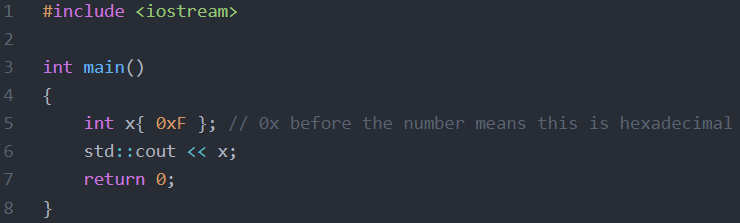 1 #include <iostream>
2
3 int main()
4 {
5     int x{ 0xF }; // 0x before the number means this is hexadecimal
6     std::cout << x;
7     return 0;
8 }